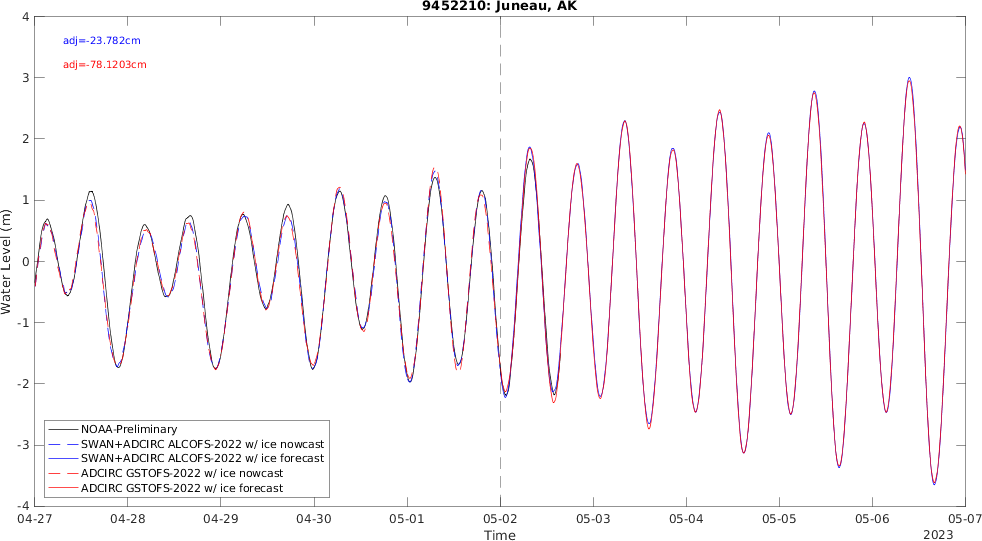 9452210: Juneau, AK
4
adj=-23.782cm
adj=-78.1203cm
3
2
1
0
-1
-2
-3
-4
Water Level (m)
NOAA-Preliminary
SWAN+ADCIRC ALCOFS-2022 w/ ice nowcast
SWAN+ADCIRC ALCOFS-2022 w/ ice forecast
ADCIRC GSTOFS-2022 w/ ice nowcast
ADCIRC GSTOFS-2022 w/ ice forecast
04-27 04-28 04-29 04-30 05-01 05-02 05-03 05-04 05-05 05-06 05-07
Time
2023